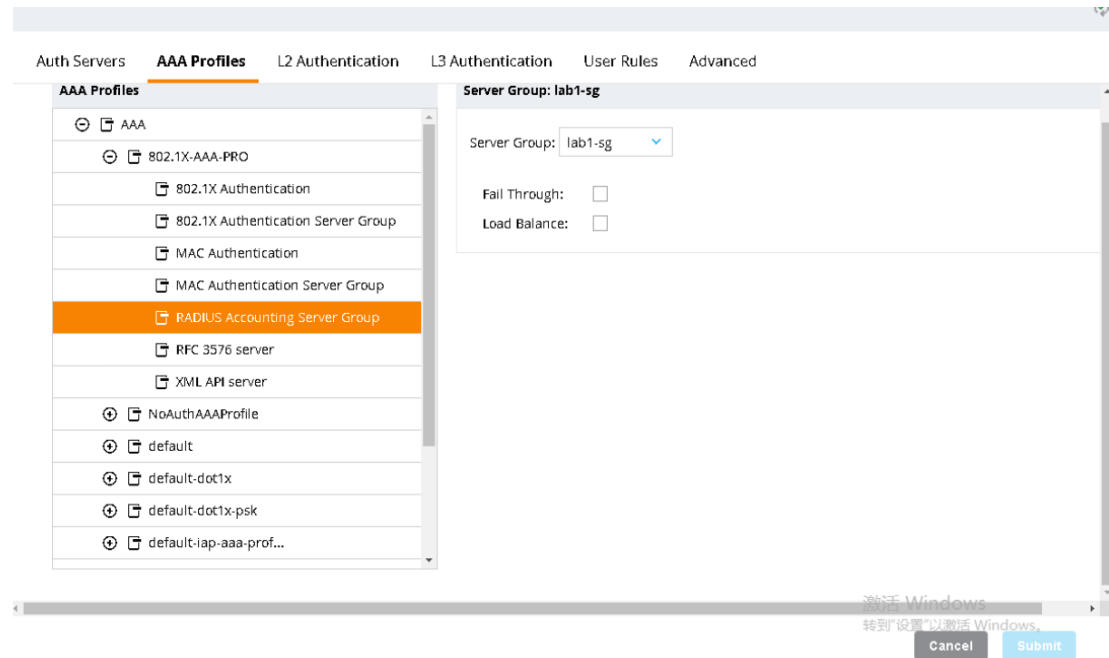 Auth Servers AAA Profiles L2 Authentication L3 Authentication User Rules Advanced
AAA Profiles
AAA
802.1X-AAA-PRO
802.1X Authentication
802.1X Authentication Server Group
MAC Authentication
MAC Authentication Server Group
RADIUS Accounting Server Group
RFC 3576 server
XML API server
NoAuthAAAProfile
default
default-dot1x
default-dot1x-psk
default-iap-aaa-prof...
Server Group: lab1-sg
Server Group: lab1-sg
Fail Through:
Load Balance:
激活 Windows
转到"设置"以激活 Windows。
Cancel Submit